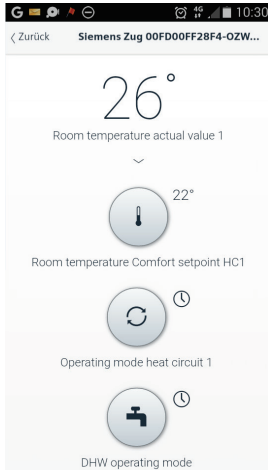 G 4G 10:30
Zurück Siemens Zug 00FD00FF28F4-OZW...
26°
Room temperature actual value 1
22°
Room temperature Comfort setpoint HC1
Operating mode heat circuit 1
DHW operating mode